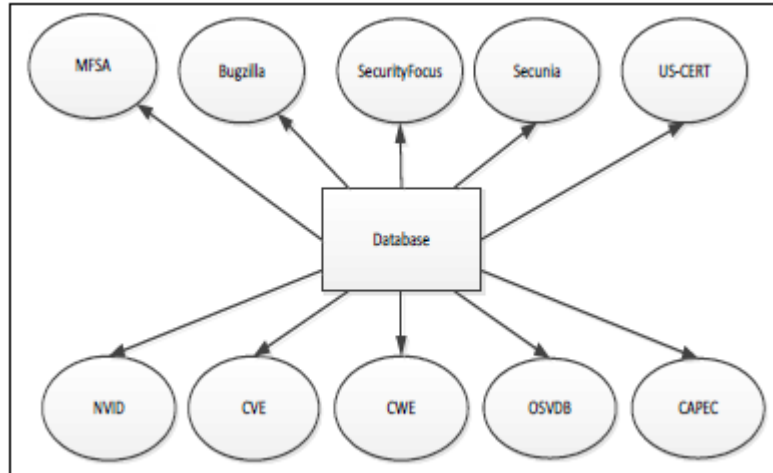 MFSA
Bugzilla
SecurityFocus
Secunia
US-CERT
Database
NVID
CVE
CWE
OSVDB
CAPEC